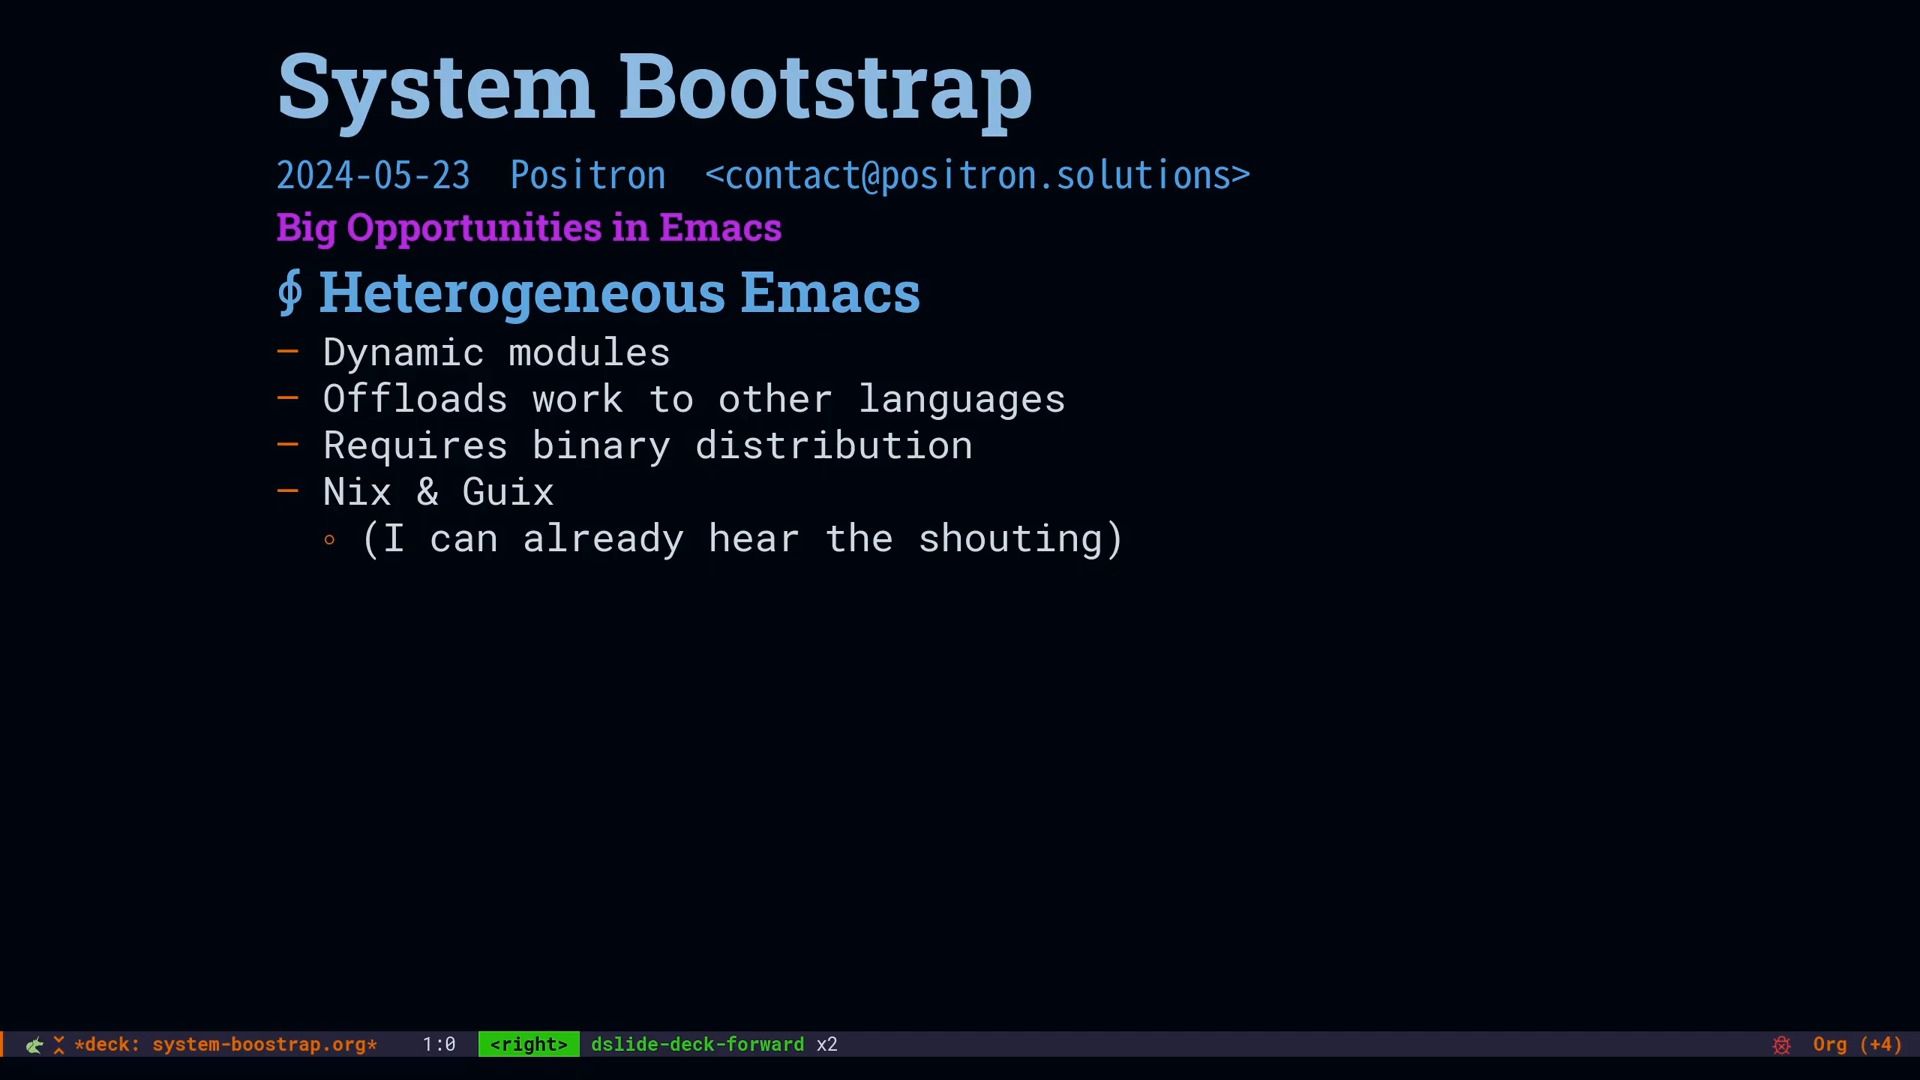 System Bootstrap
2024-05-23  Positron  <contact@positron.solutions>
Big Opportunities in Emacs
∮ Heterogeneous Emacs
– Dynamic modules
– Offloads work to other languages
– Requires binary distribution
– Nix & Guix
◦ (I can already hear the shouting)
*deck: system-boostrap.org*  1:0  <right> dslide-deck-forward x2  Org (+4)